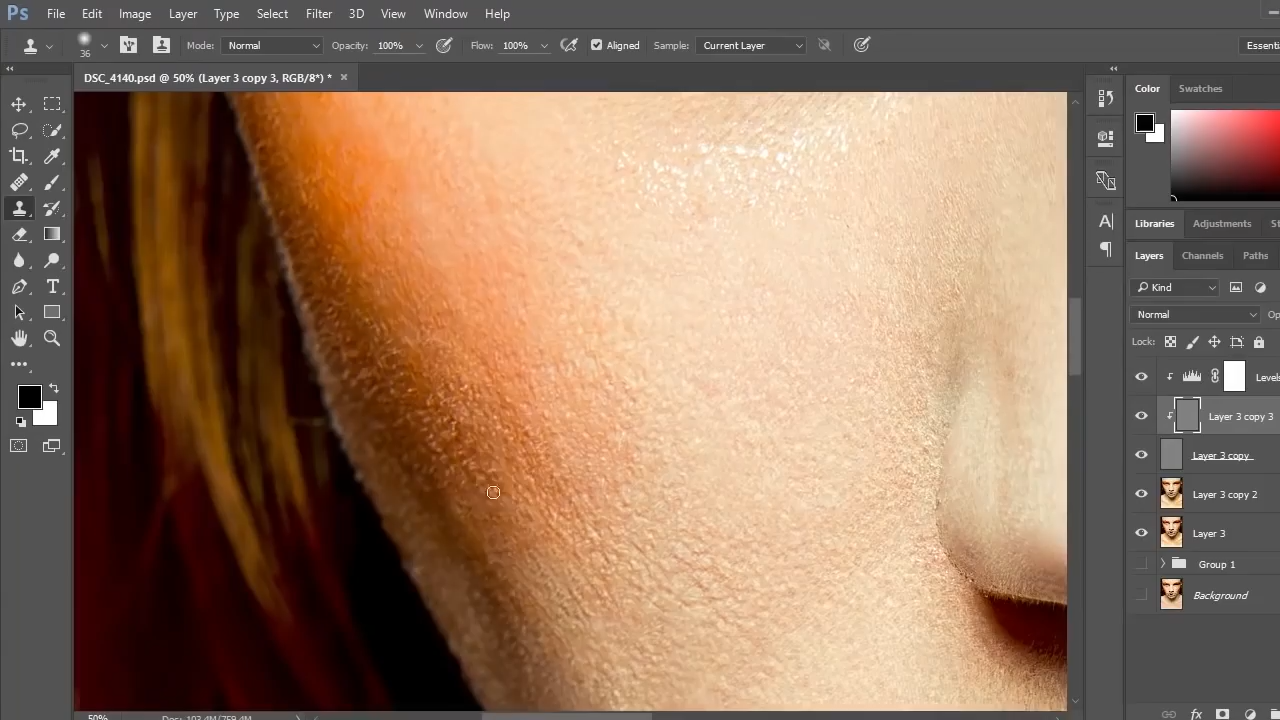 Ps File Edit Image Layer Type Select Filter 3D View Window Help
36 Mode: Normal Opacity: 100% Flow: 100% Aligned Sample: Current Layer Essenti
DSC_4140.psd @ 50% (Layer 3 copy 3, RGB/8*) * ×
Color Swatches
Libraries Adjustments St
Layers Channels Paths
Kind
Normal Op
Lock:
Levels
Layer 3 copy 3
Layer 3 copy
Layer 3 copy 2
Layer 3
Group 1
Background
fx
50%